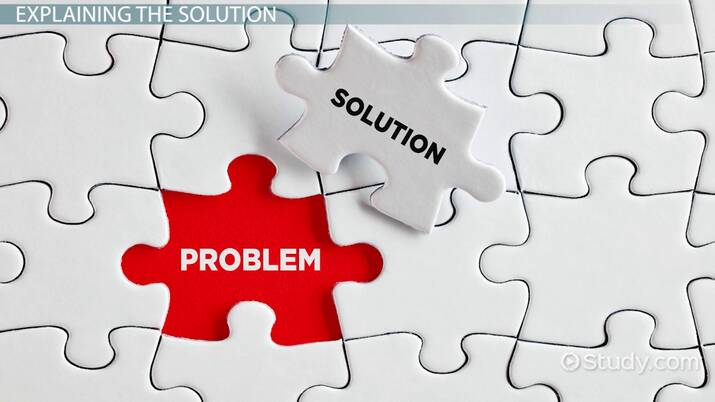 EXPLAINING THE SOLUTION
SOLUTION
PROBLEM
Study.com